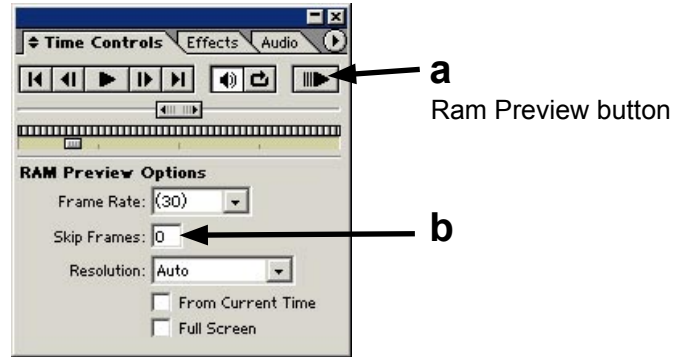 Time Controls Effects Audio
a
Ram Preview button
RAM Preview Options
Frame Rate: (30)
Skip Frames: 0
b
Resolution: Auto
From Current Time
Full Screen